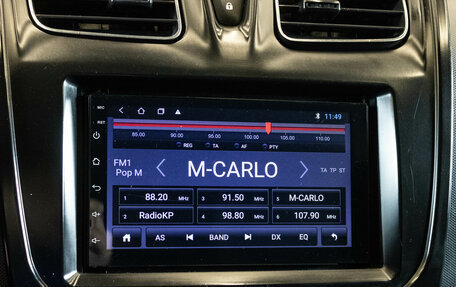 MIC
11:49
RST
85.00 90.00 95.00 100.00 105.00 110.00
REG TA AF PTY
FM1
Pop M
M-CARLO
TA TP ST
1 88.20 MHz 3 91.50 MHz 5 M-CARLO
2 RadioKP 4 98.80 MHz 6 107.90 MHz
AS BAND DX EQ